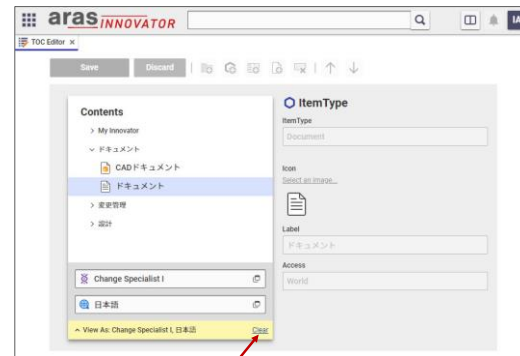 aras INNOVATOR
IA
TOC Editor ×
Save Discard
Contents
> My Innovator
ドキュメント
CADドキュメント
ドキュメント
> 変更管理
> 設計
Change Specialist I
日本語
View As: Change Specialist I, 日本語 Clear
ItemType
ItemType
Document
Icon
Select an image...
Label
ドキュメント
Access
World